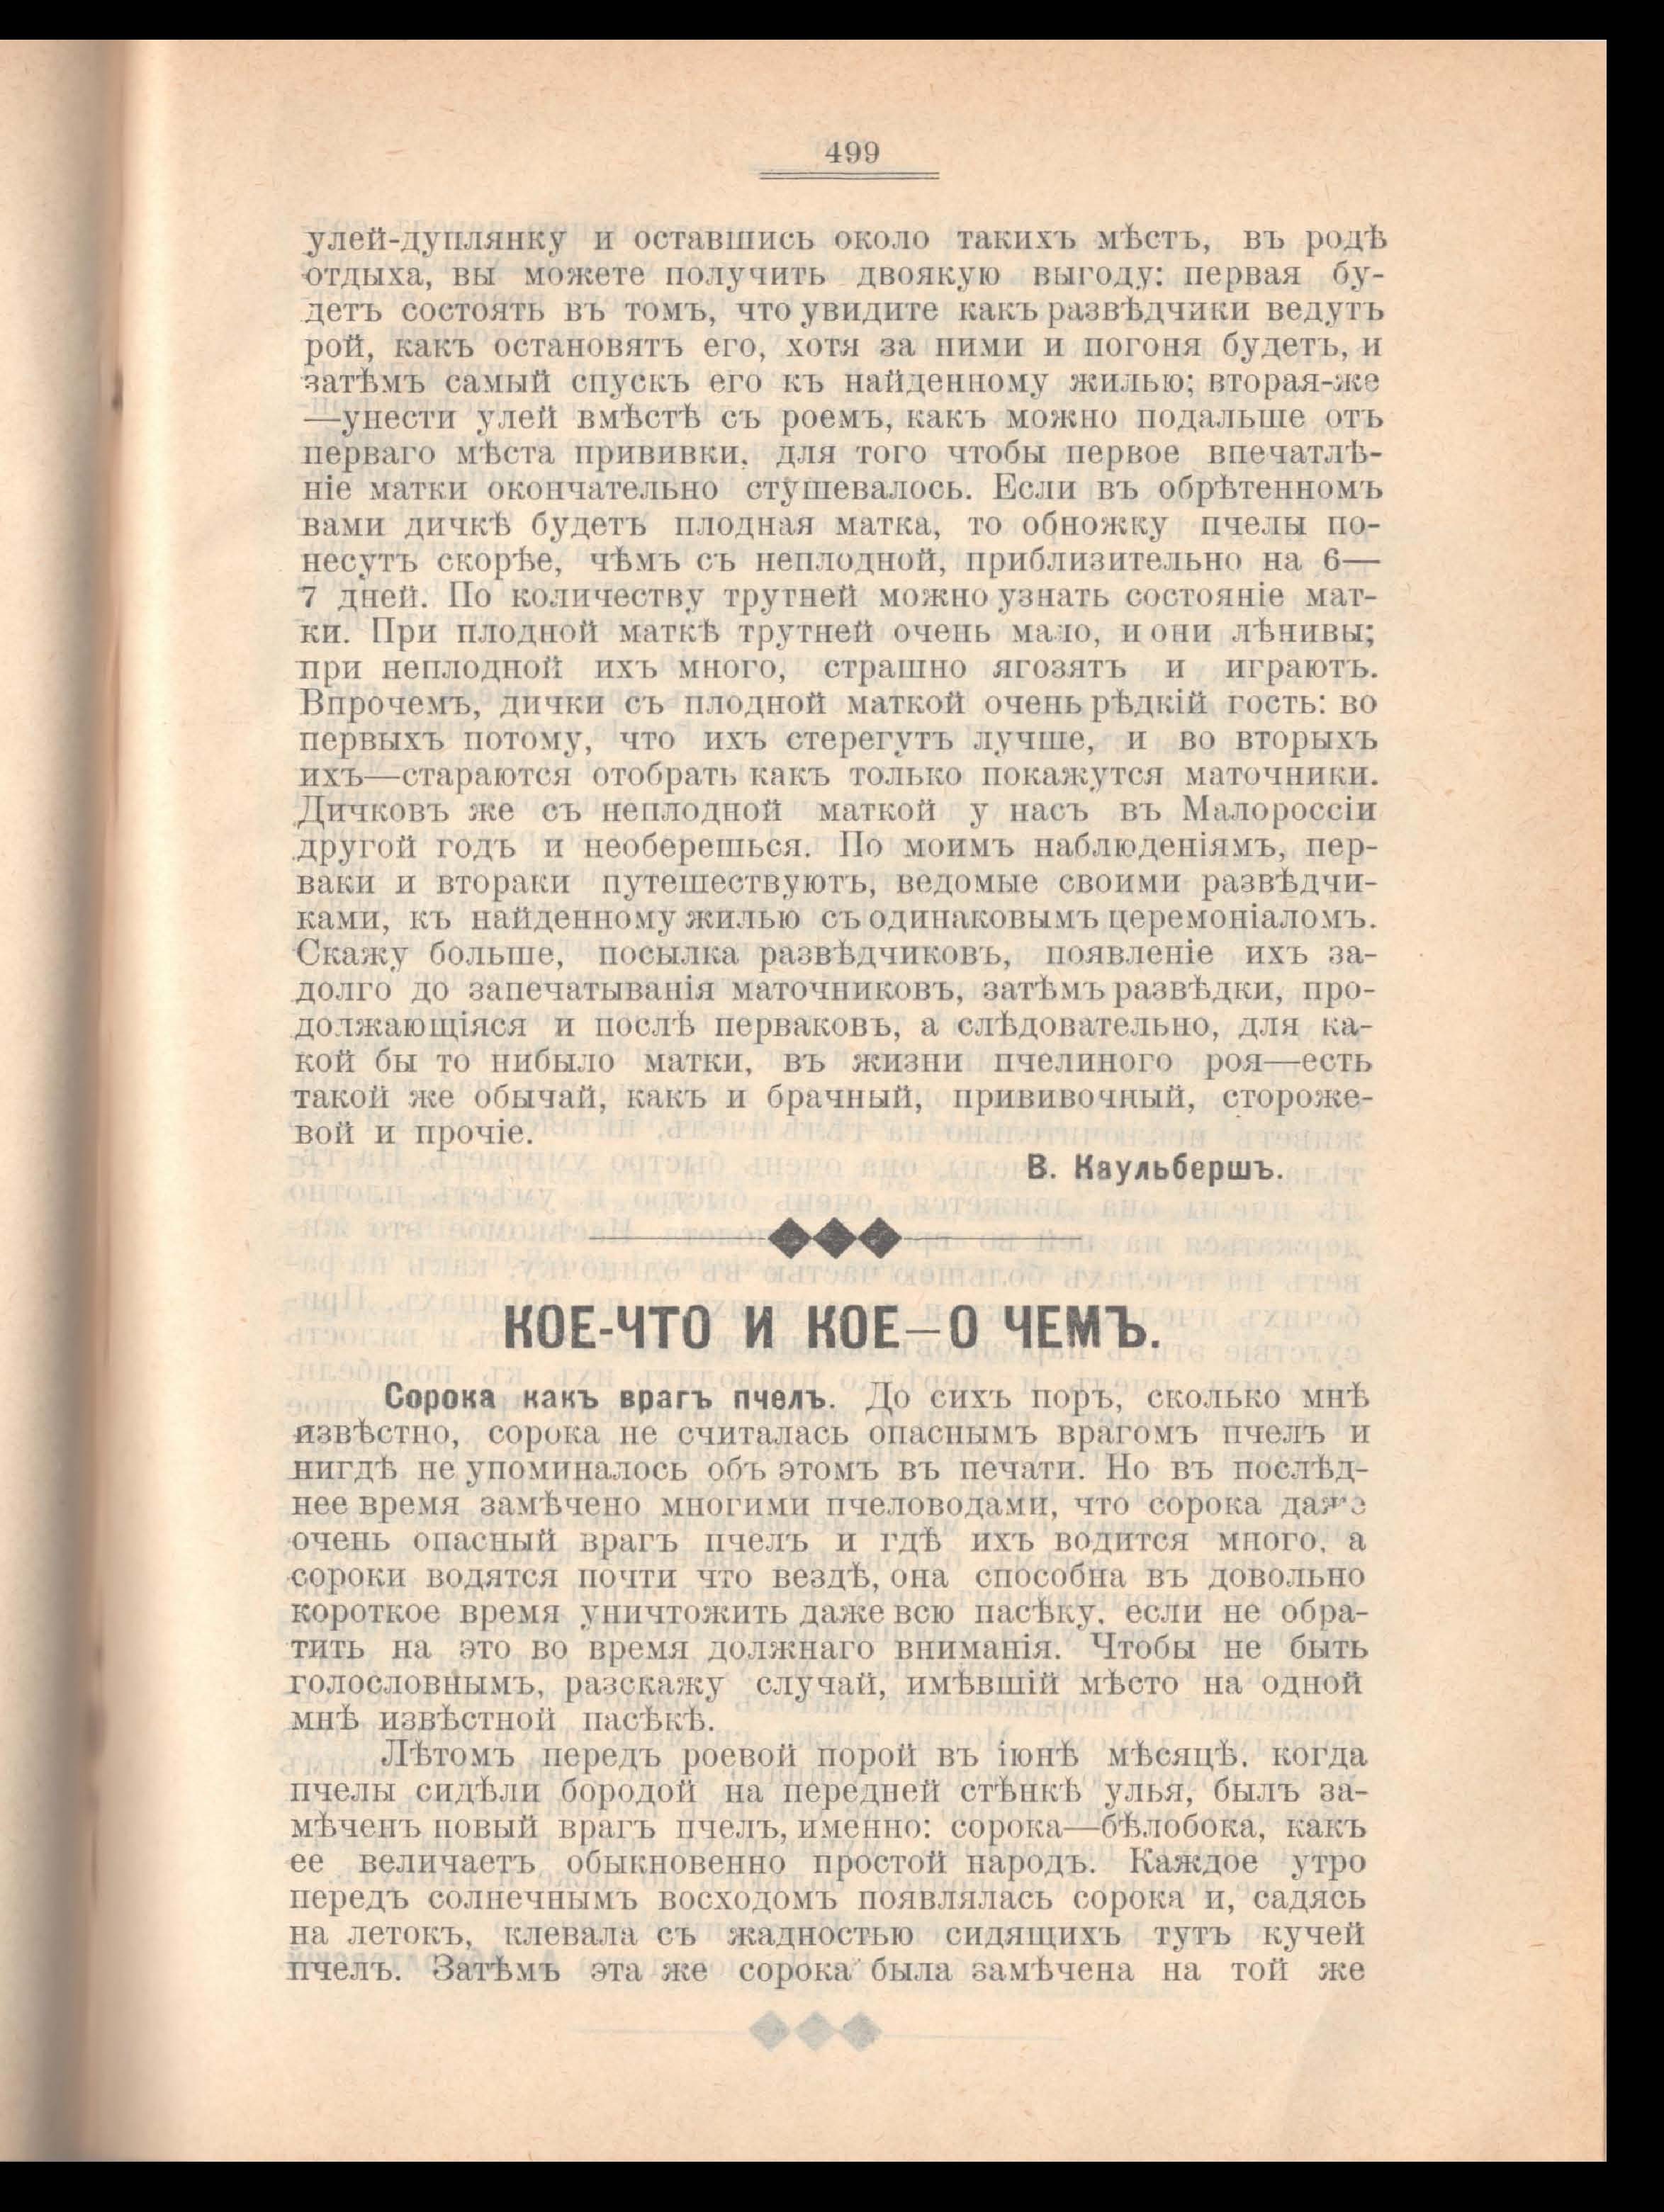 499
улей-дуплянку и оставшись около такихъ мѣстъ, въ родѣ
отдыха, вы можете получить двоякую выгоду: первая бу-
детъ состоять въ томъ, что увидите какъ развѣдчики ведутъ
рой, какъ остановятъ его, хотя за ними и погоня будетъ, и
затѣмъ самый спускъ его къ найденному жилью; вторая-же
—унести улей вмѣстѣ съ роемъ, какъ можно подальше отъ
перваго мѣста прививки, для того чтобы первое впечатлѣ-
ніе матки окончательно стушевалось. Если въ обрѣтенномъ
вами дичкѣ будетъ плодная матка, то обножку пчелы по-
несутъ скорѣе, чѣмъ съ неплодной, приблизительно на 6—
7 дней. По количеству трутней можно узнать состояніе мат-
ки. При плодной маткѣ трутней очень мало, и они лѣнивы;
при неплодной ихъ много, страшно ягозятъ и играютъ.
Впрочемъ, дички съ плодной маткой очень рѣдкій гость: во
первыхъ потому, что ихъ стерегутъ лучше, и во вторыхъ
ихъ—стараются отобрать какъ только покажутся маточники.
Дичковъ же съ неплодной маткой у насъ въ Малороссіи
другой годъ и необерешься. По моимъ наблюденіямъ, пер-
ваки и втораки путешествуютъ, ведомые своими развѣдчи-
ками, къ найденному жилью съ одинаковымъ церемоніаломъ.
Скажу больше, посылка развѣдчиковъ, появленіе ихъ за-
долго до запечатыванія маточниковъ, затѣмъ развѣдки, про-
должающіяся и послѣ перваковъ, а слѣдовательно, для ка-
кой бы то нибыло матки, въ жизни пчелиного роя—есть
такой же обычай, какъ и брачный, прививочный, стороже-
вой и прочіе.
В. Каульбершъ.
КОЕ-ЧТО И КОЕ—О ЧЕМЪ.
Сорока какъ врагъ пчелъ. До сихъ поръ, сколько мнѣ
извѣстно, сорока не считалась опаснымъ врагомъ пчелъ и
нигдѣ не упоминалось объ этомъ въ печати. Но въ послѣд-
нее время замѣчено многими пчеловодами, что сорока даже
очень опасный врагъ пчелъ и гдѣ ихъ водится много, а
сороки водятся почти что вездѣ, она способна въ довольно
короткое время уничтожить даже всю пасѣку, если не обра-
тить на это во время должнаго вниманія. Чтобы не быть
голословнымъ, разскажу случай, имѣвшій мѣсто на одной
мнѣ извѣстной пасѣкѣ.
Лѣтомъ передъ роевой порой въ іюнѣ мѣсяцѣ, когда
пчелы сидѣли бородой на передней стѣнкѣ улья, былъ за-
мѣченъ новый врагъ пчелъ, именно: сорока—бѣлобока, какъ
ее величаетъ обыкновенно простой народъ. Каждое утро
передъ солнечнымъ восходомъ появлялась сорока и, садясь
на летокъ, клевала съ жадностью сидящихъ тутъ кучей
пчелъ. Затѣмъ эта же сорока была замѣчена на той же